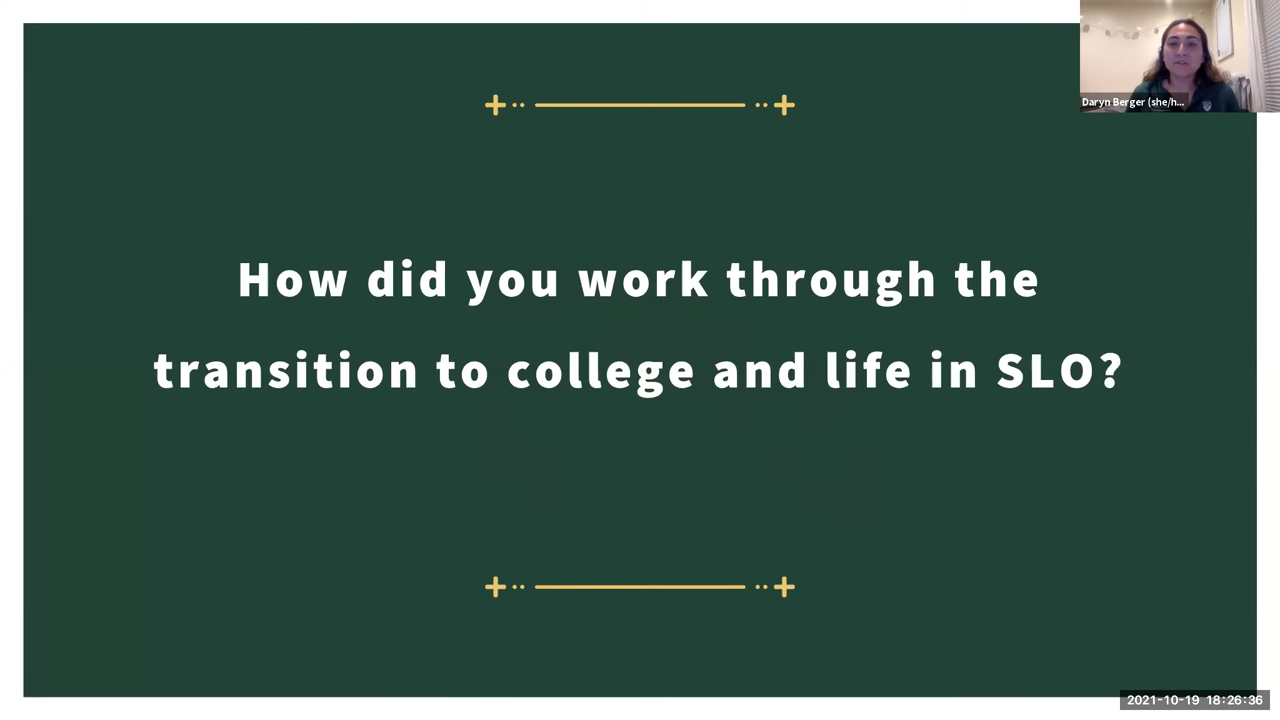 Daryn Berger (she/h...
How did you work through the
transition to college and life in SLO?
2021-10-19 18:26:36